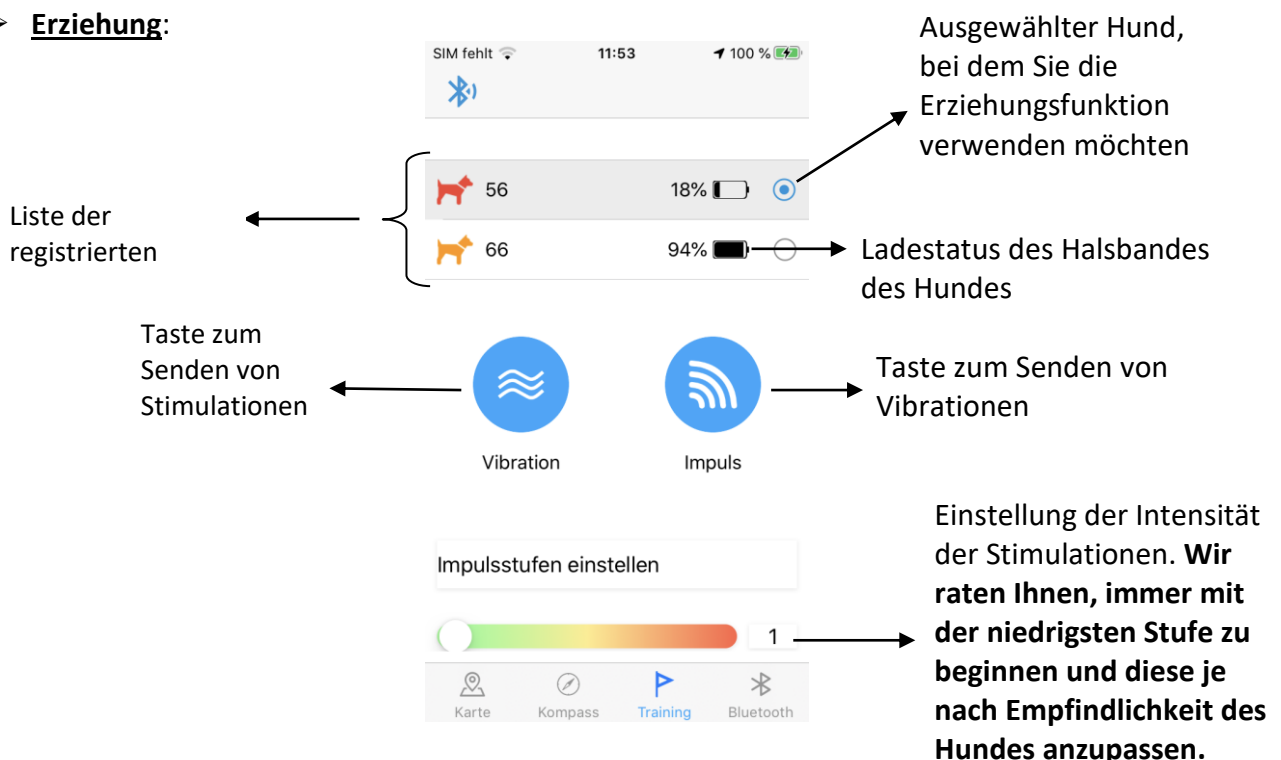 Erziehung:
Ausgewählter Hund,
bei dem Sie die
Erziehungsfunktion
verwenden möchten
SIM fehlt 11:53 100 %
56 18%
66 94%
Liste der
registrierten
Ladestatus des Halsbandes
des Hundes
Taste zum
Senden von
Stimulationen
Taste zum Senden von
Vibrationen
Vibration Impuls
Einstellung der Intensität
der Stimulationen. Wir
raten Ihnen, immer mit
der niedrigsten Stufe zu
beginnen und diese je
nach Empfindlichkeit des
Hundes anzupassen.
Impulsstufen einstellen
1
Karte Kompass Training Bluetooth